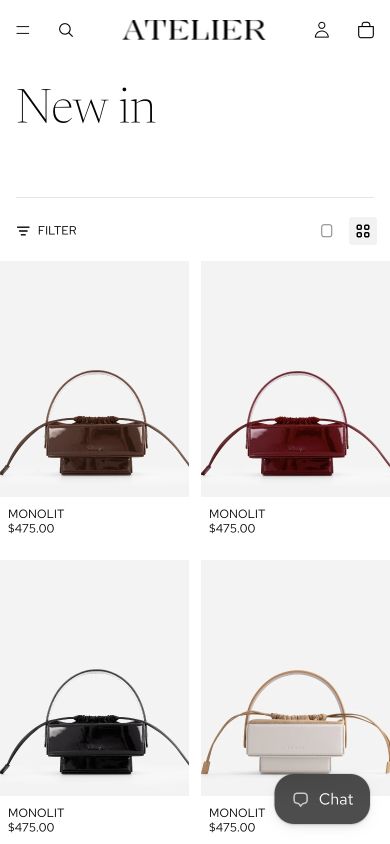 ATELIER
New in
FILTER
MONOLIT
$475.00
MONOLIT
$475.00
MONOLIT
$475.00
MONOLIT
$475.00
Chat